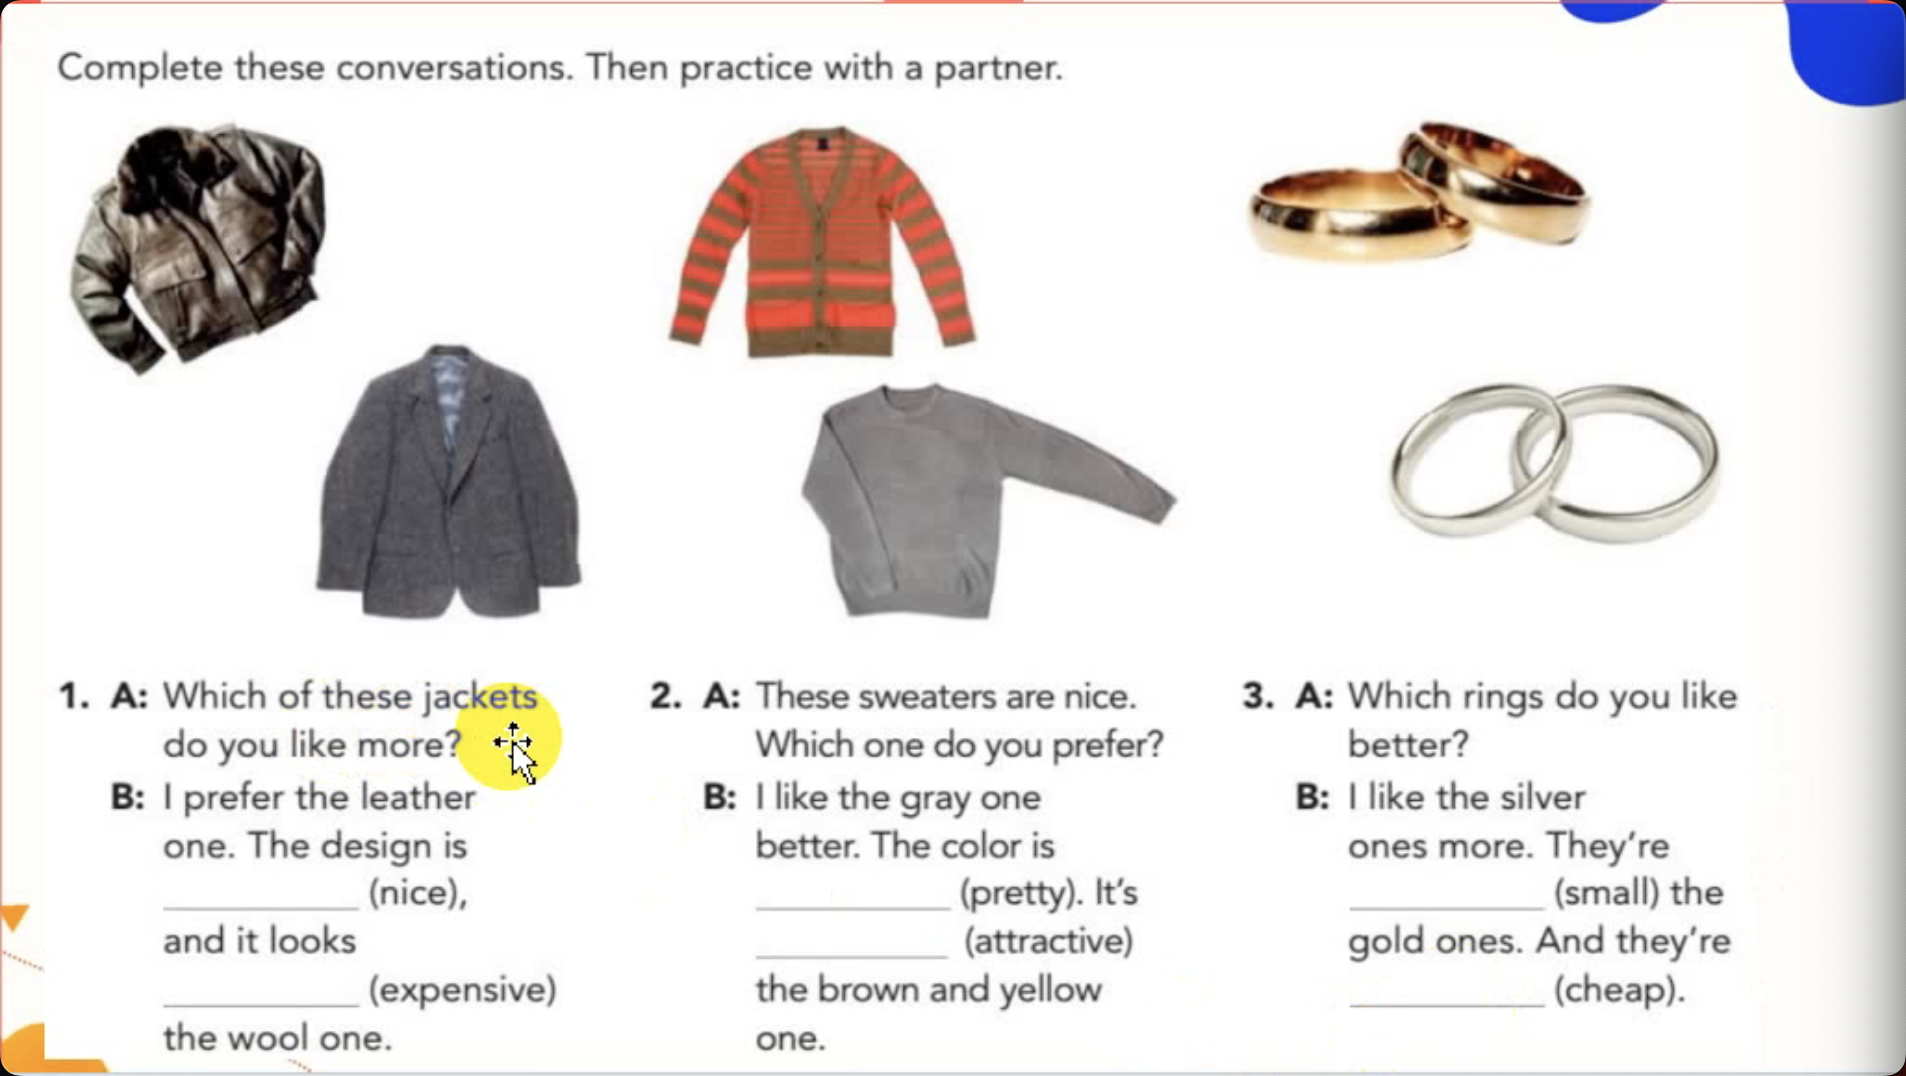 Complete these conversations. Then practice with a partner.
1. A: Which of these jackets
do you like more?
B: I prefer the leather
one. The design is
__________ (nice),
and it looks
__________ (expensive)
the wool one.
2. A: These sweaters are nice.
Which one do you prefer?
B: I like the gray one
better. The color is
__________ (pretty). It's
__________ (attractive)
the brown and yellow
one.
3. A: Which rings do you like
better?
B: I like the silver
ones more. They're
__________ (small) the
gold ones. And they're
__________ (cheap).